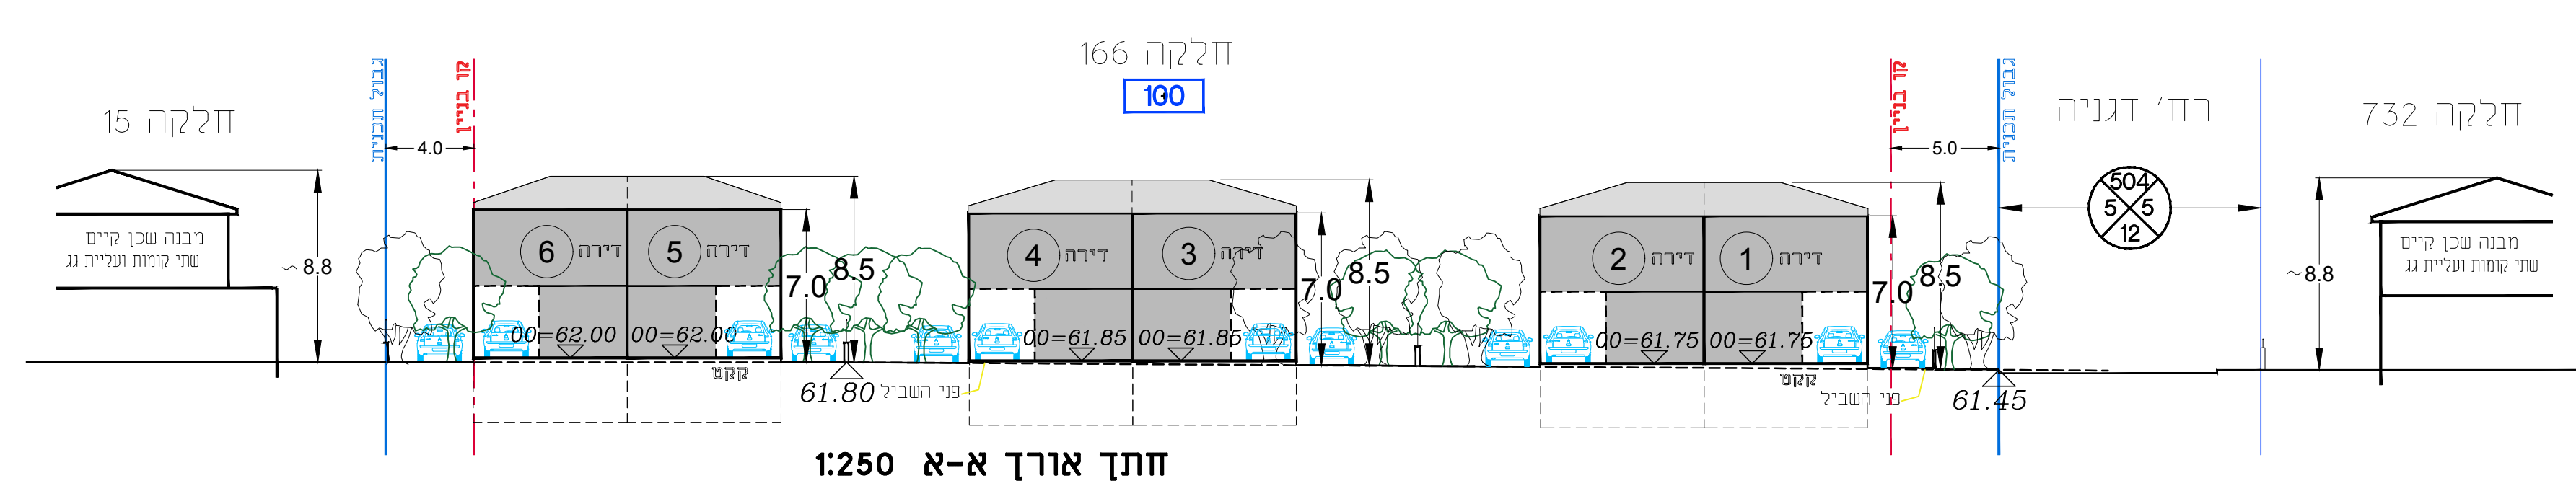 חלקה 166
100
חלקה 15
גבול תכנית
קו בניין
4.0
קו בניין
גבול תכנית
5.0
רח' דגניה
504
5 5
12
חלקה 732
מבנה שכן קיים
שתי קומות ועליית גג
~ 8.8
6 דירה
5 דירה
00=62.00
00=62.00
7.0
8.5
4 דירה
3 דירה
00=61.85
00=61.85
7.0
8.5
2 דירה
1 דירה
00=61.75
00=61.75
7.0
8.5
~8.8
מבנה שכן קיים
שתי קומות ועליית גג
קקט
61.80
פני השביל
קקט
פני השביל
61.45
חתך אורך א-א 1:250